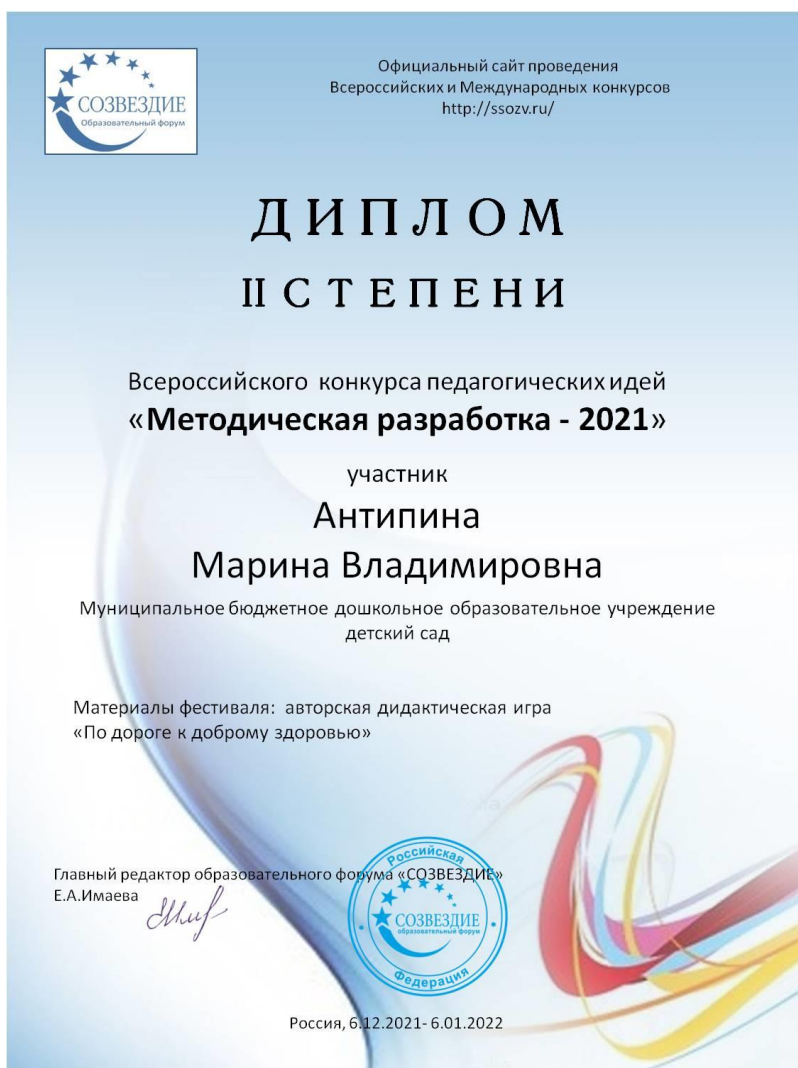 СОЗВЕЗДИЕ
Образовательный форум
Официальный сайт проведения
Всероссийских и Международных конкурсов
http://ssozv.ru/
ДИПЛОМ
II СТЕПЕНИ
Всероссийского конкурса педагогических идей
«Методическая разработка - 2021»
участник
Антипина
Марина Владимировна
Муниципальное бюджетное дошкольное образовательное учреждение
детский сад
Материалы фестиваля: авторская дидактическая игра
«По дороге к доброму здоровью»
Главный редактор образовательного форума «СОЗВЕЗДИЕ»
Е.А.Имаева
Российская
СОЗВЕЗДИЕ
образовательный форум
Федерация
Россия, 6.12.2021- 6.01.2022